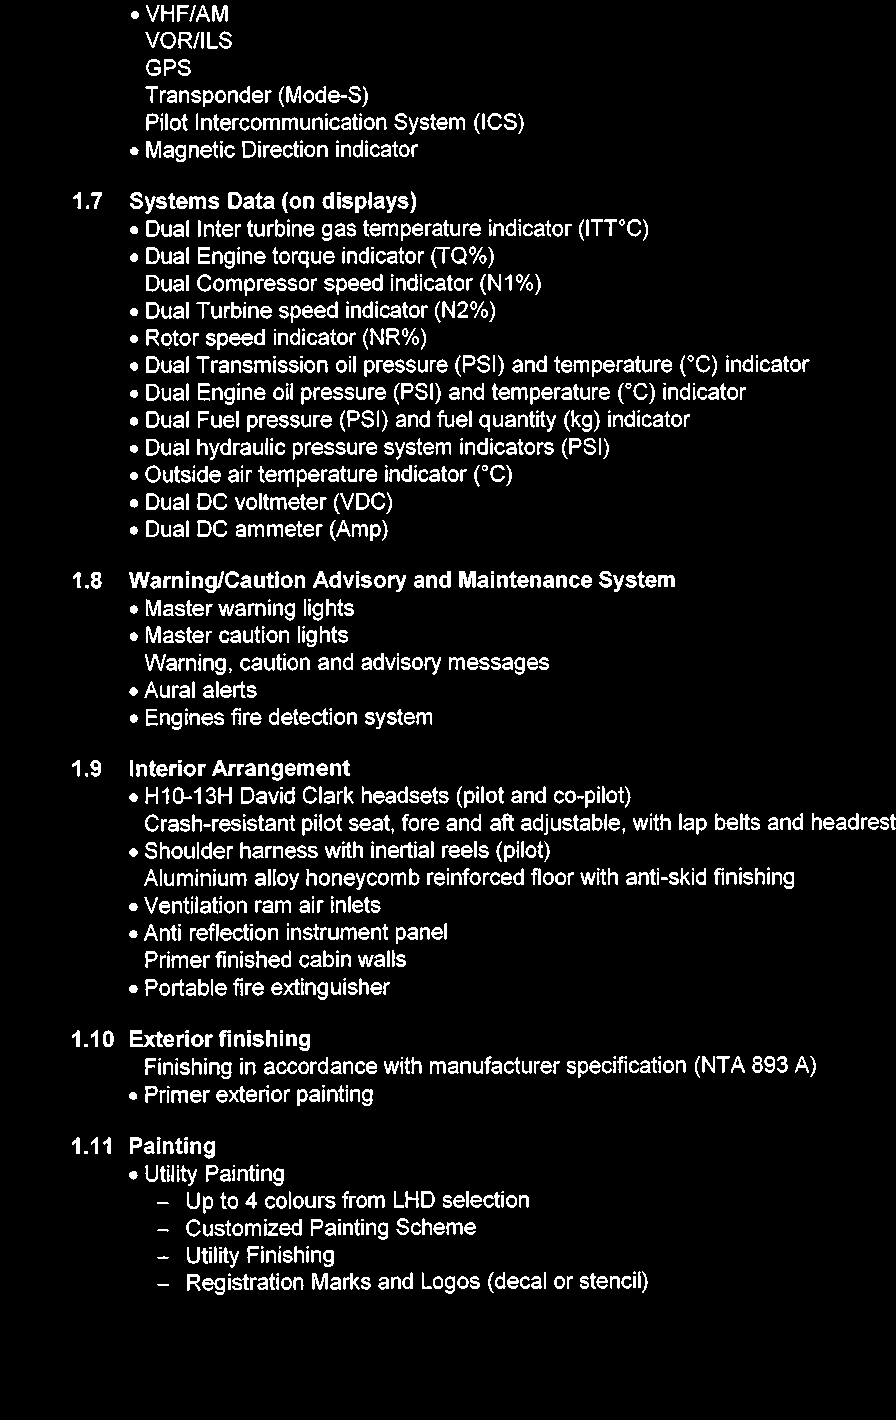 • VHF/AM
VOR/ILS
GPS
Transponder (Mode-S)
Pilot Intercommunication System (ICS)
• Magnetic Direction indicator
1.7 Systems Data (on displays)
• Dual Inter turbine gas temperature indicator (ITT°C)
• Dual Engine torque indicator (TQ%)
Dual Compressor speed indicator (N1%)
• Dual Turbine speed indicator (N2%)
• Rotor speed indicator (NR%)
• Dual Transmission oil pressure (PSI) and temperature (°C) indicator
• Dual Engine oil pressure (PSI) and temperature (°C) indicator
• Dual Fuel pressure (PSI) and fuel quantity (kg) indicator
• Dual hydraulic pressure system indicators (PSI)
• Outside air temperature indicator (°C)
• Dual DC voltmeter (VDC)
• Dual DC ammeter (Amp)
1.8 Warning/Caution Advisory and Maintenance System
• Master warning lights
• Master caution lights
Warning, caution and advisory messages
• Aural alerts
• Engines fire detection system
1.9 Interior Arrangement
• H10-13H David Clark headsets (pilot and co-pilot)
Crash-resistant pilot seat, fore and aft adjustable, with lap belts and headrest
• Shoulder harness with inertial reels (pilot)
Aluminium alloy honeycomb reinforced floor with anti-skid finishing
• Ventilation ram air inlets
• Anti reflection instrument panel
Primer finished cabin walls
• Portable fire extinguisher
1.10 Exterior finishing
Finishing in accordance with manufacturer specification (NTA 893 A)
• Primer exterior painting
1.11 Painting
• Utility Painting
– Up to 4 colours from LHD selection
– Customized Painting Scheme
– Utility Finishing
– Registration Marks and Logos (decal or stencil)